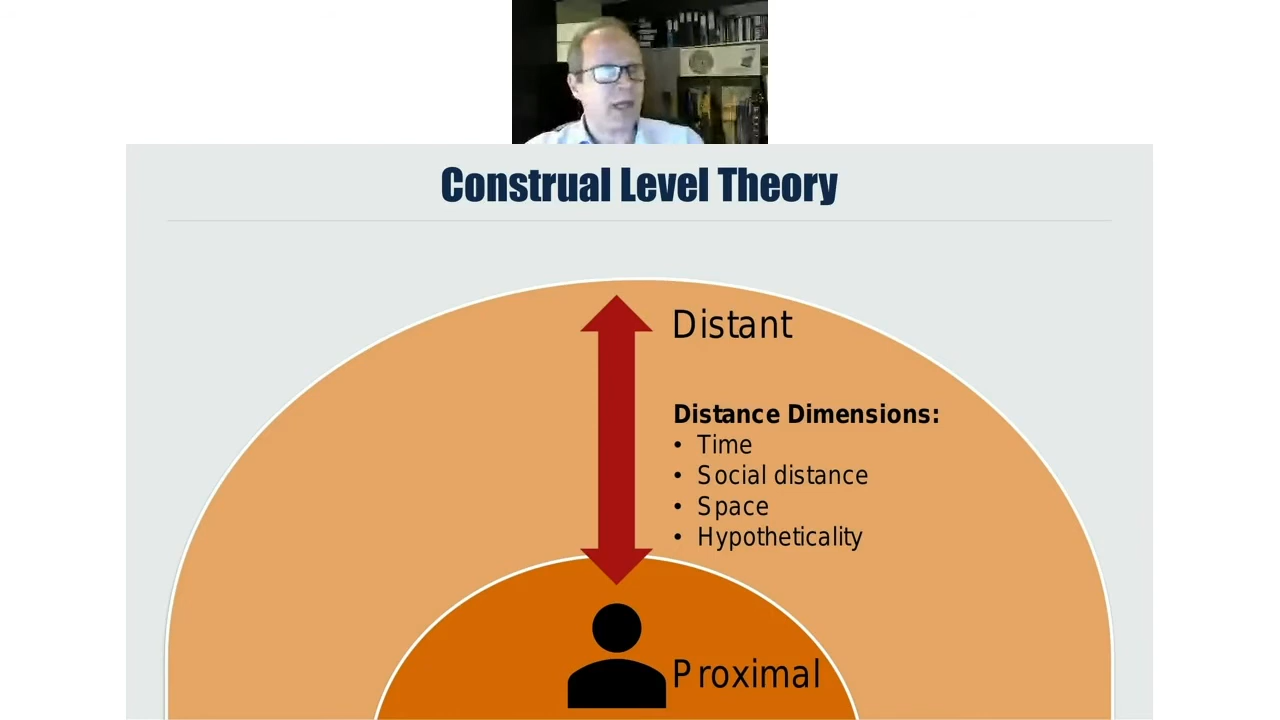 Construal Level Theory
Distant
Distance Dimensions:
• Time
• Social distance
• Space
• Hypotheticality
Proximal